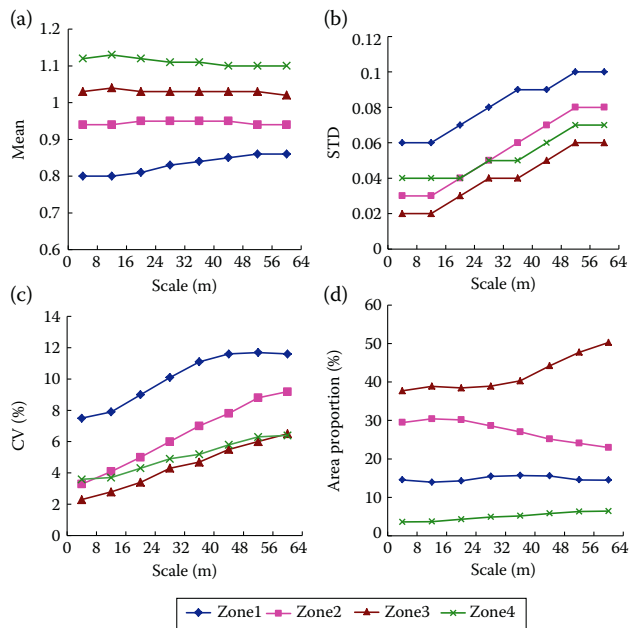 (a)
1.2
1.1
1
0.9
0.8
0.7
0.6
Mean
0 8 16 24 32 40 48 56 64
Scale (m)
(b)
0.12
0.1
0.08
0.06
0.04
0.02
0
STD
0 8 16 24 32 40 48 56 64
Scale (m)
(c)
14
12
10
8
6
4
2
0
CV (%)
0 8 16 24 32 40 48 56 64
Scale (m)
(d)
60
50
40
30
20
10
0
Area proportion (%)
0 8 16 24 32 40 48 56 64
Scale (m)
Zone1 Zone2 Zone3 Zone4